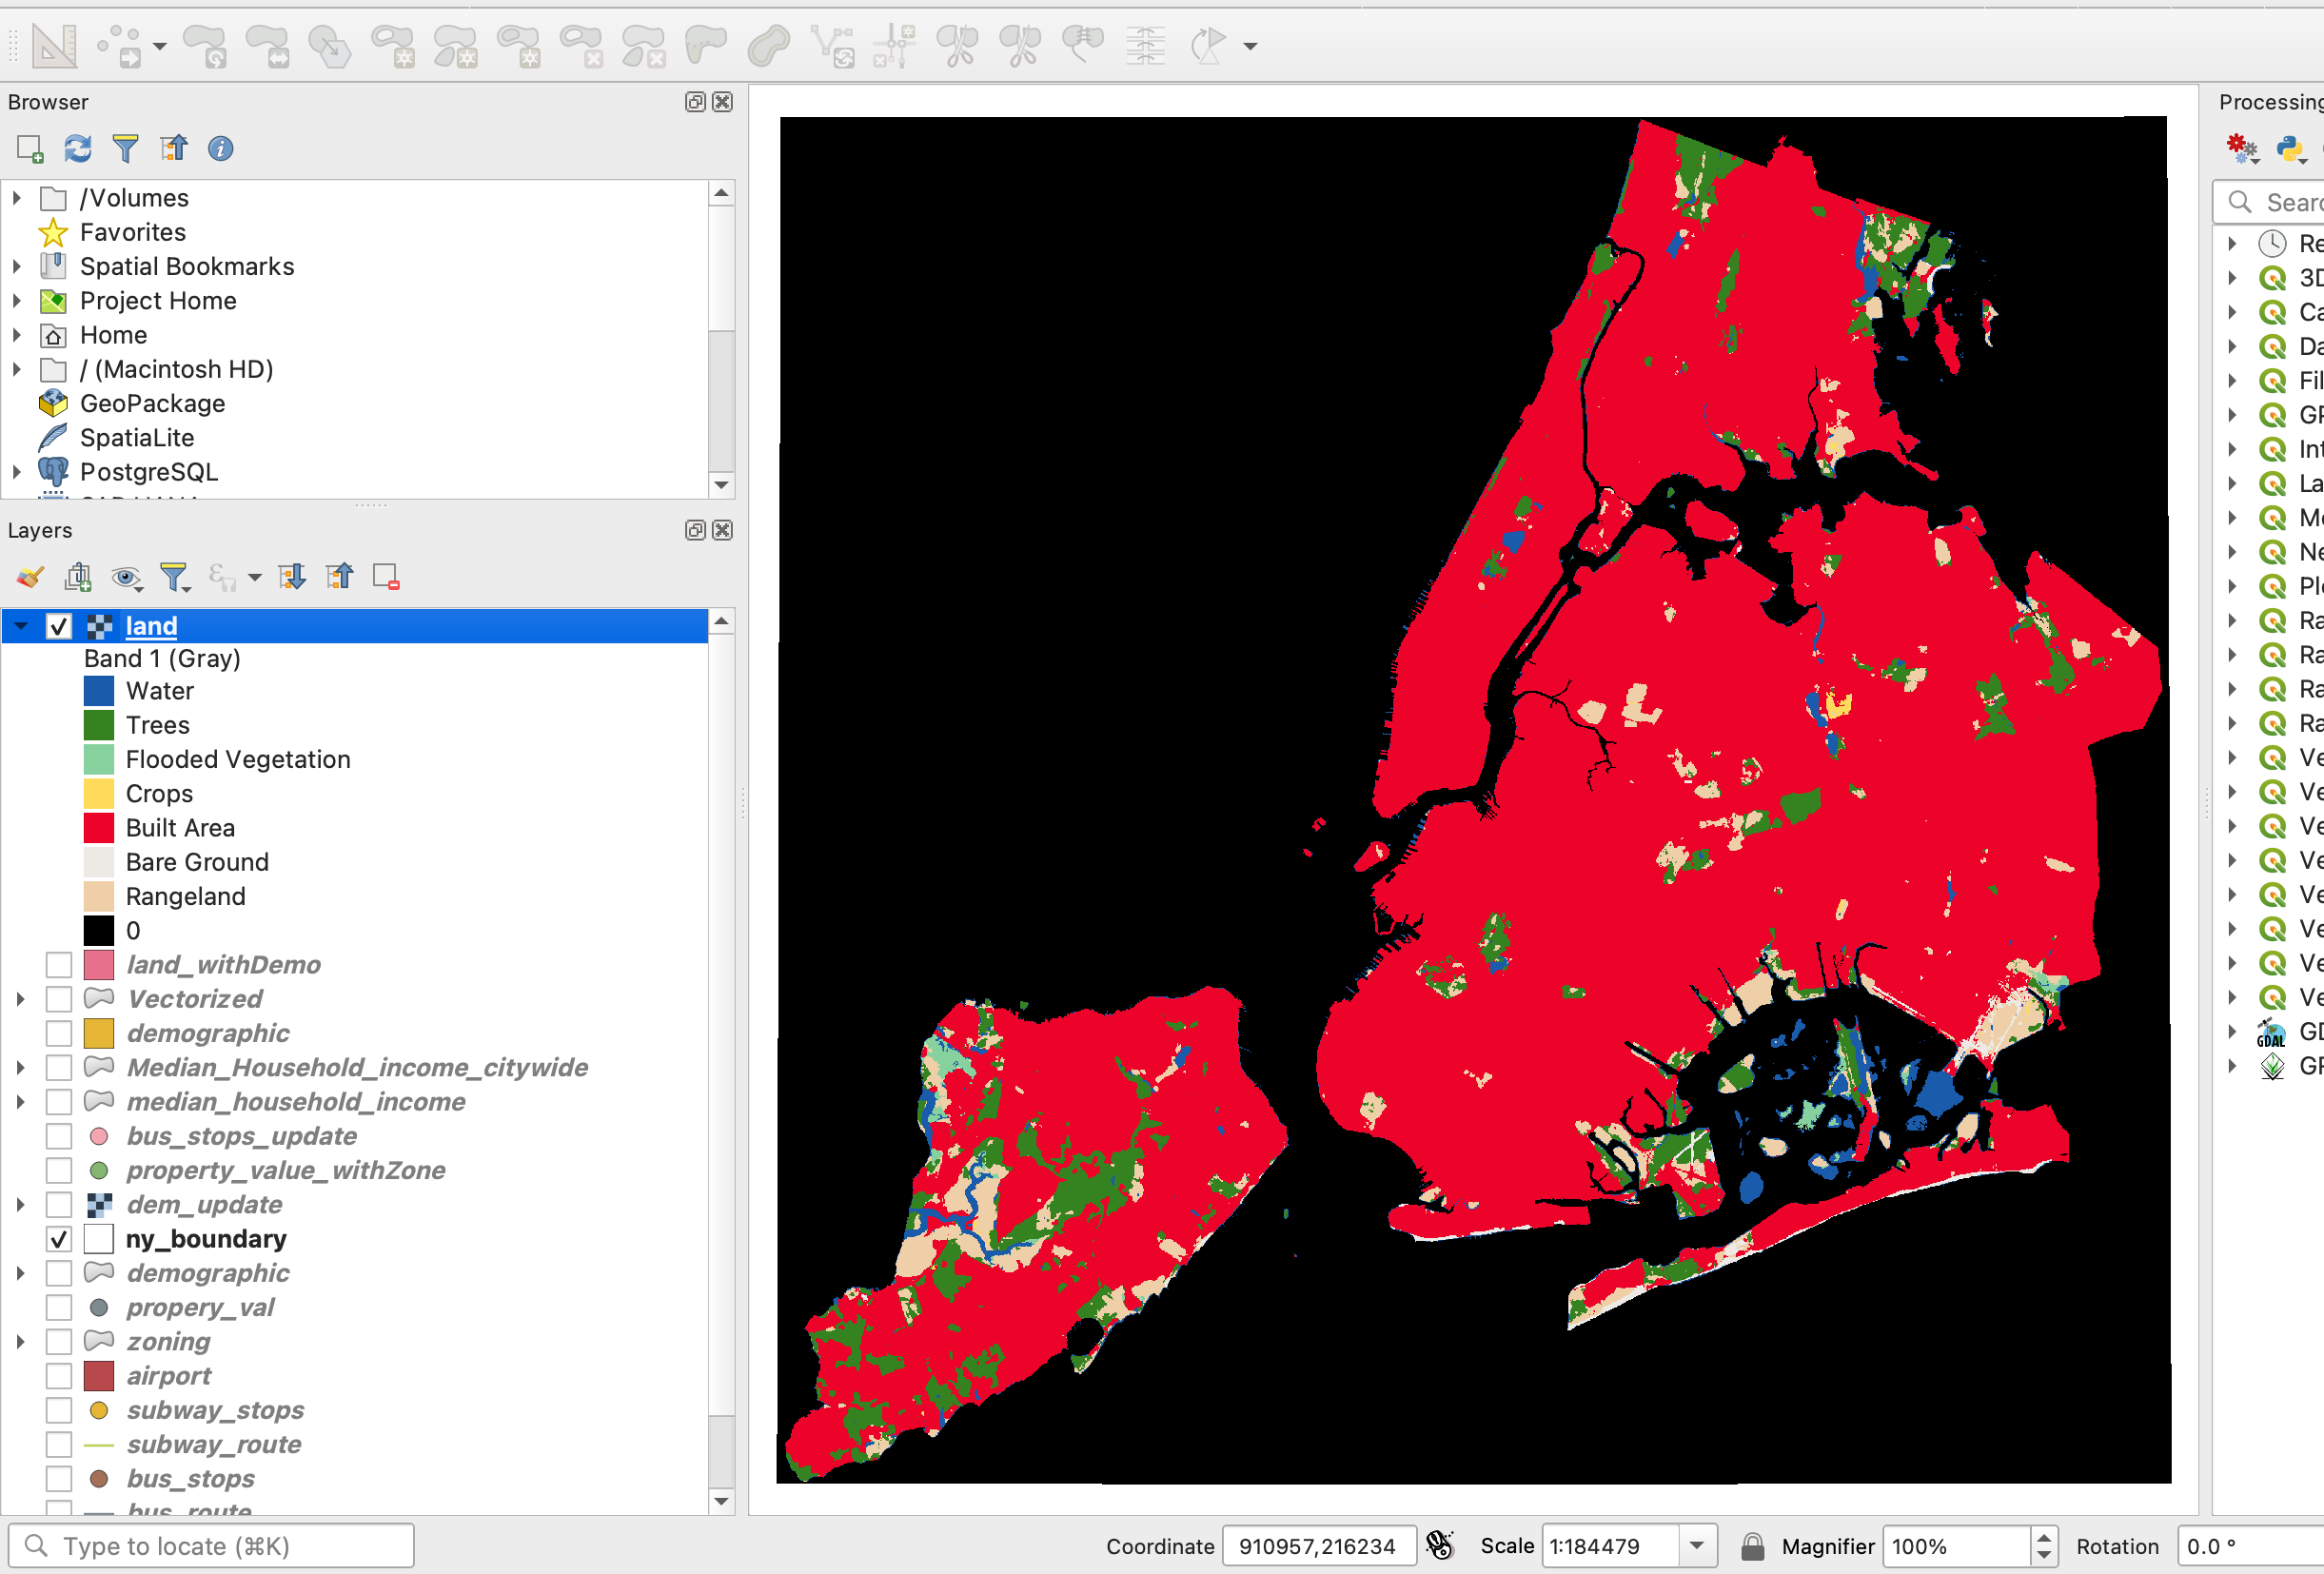 Browser
/Volumes
Favorites
Spatial Bookmarks
Project Home
Home
/ (Macintosh HD)
GeoPackage
SpatiaLite
PostgreSQL
Layers
land
Band 1 (Gray)
Water
Trees
Flooded Vegetation
Crops
Built Area
Bare Ground
Rangeland
0
land_withDemo
Vectorized
demographic
Median_Household_income_citywide
median_household_income
bus_stops_update
property_value_withZone
dem_update
ny_boundary
demographic
propery_val
zoning
airport
subway_stops
subway_route
bus_stops
bus_route
Processing
Sear
Re
3D
Ca
Da
Fil
GP
Int
La
Me
Ne
Pl
Ra
Ra
Ra
Ra
Ve
Ve
Ve
Ve
Ve
Ve
Ve
Ve
GDAL GD
GR
Type to locate (⌘K)
Coordinate 910957,216234 Scale 1:184479 Magnifier 100% Rotation 0.0 °